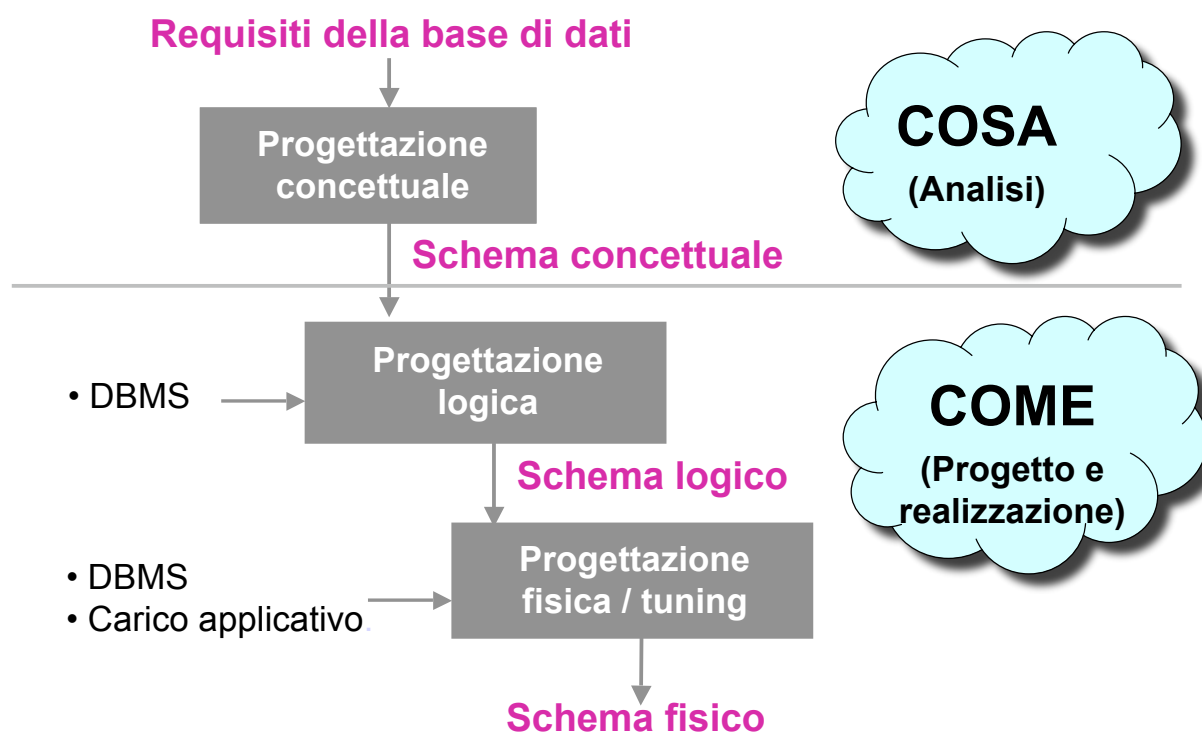 Requisiti della base di dati
COSA
(Analisi)
Progettazione
concettuale
Schema concettuale
Progettazione
logica
• DBMS
COME
(Progetto e
realizzazione)
Schema logico
Progettazione
fisica / tuning
• DBMS
• Carico applicativo.
Schema fisico